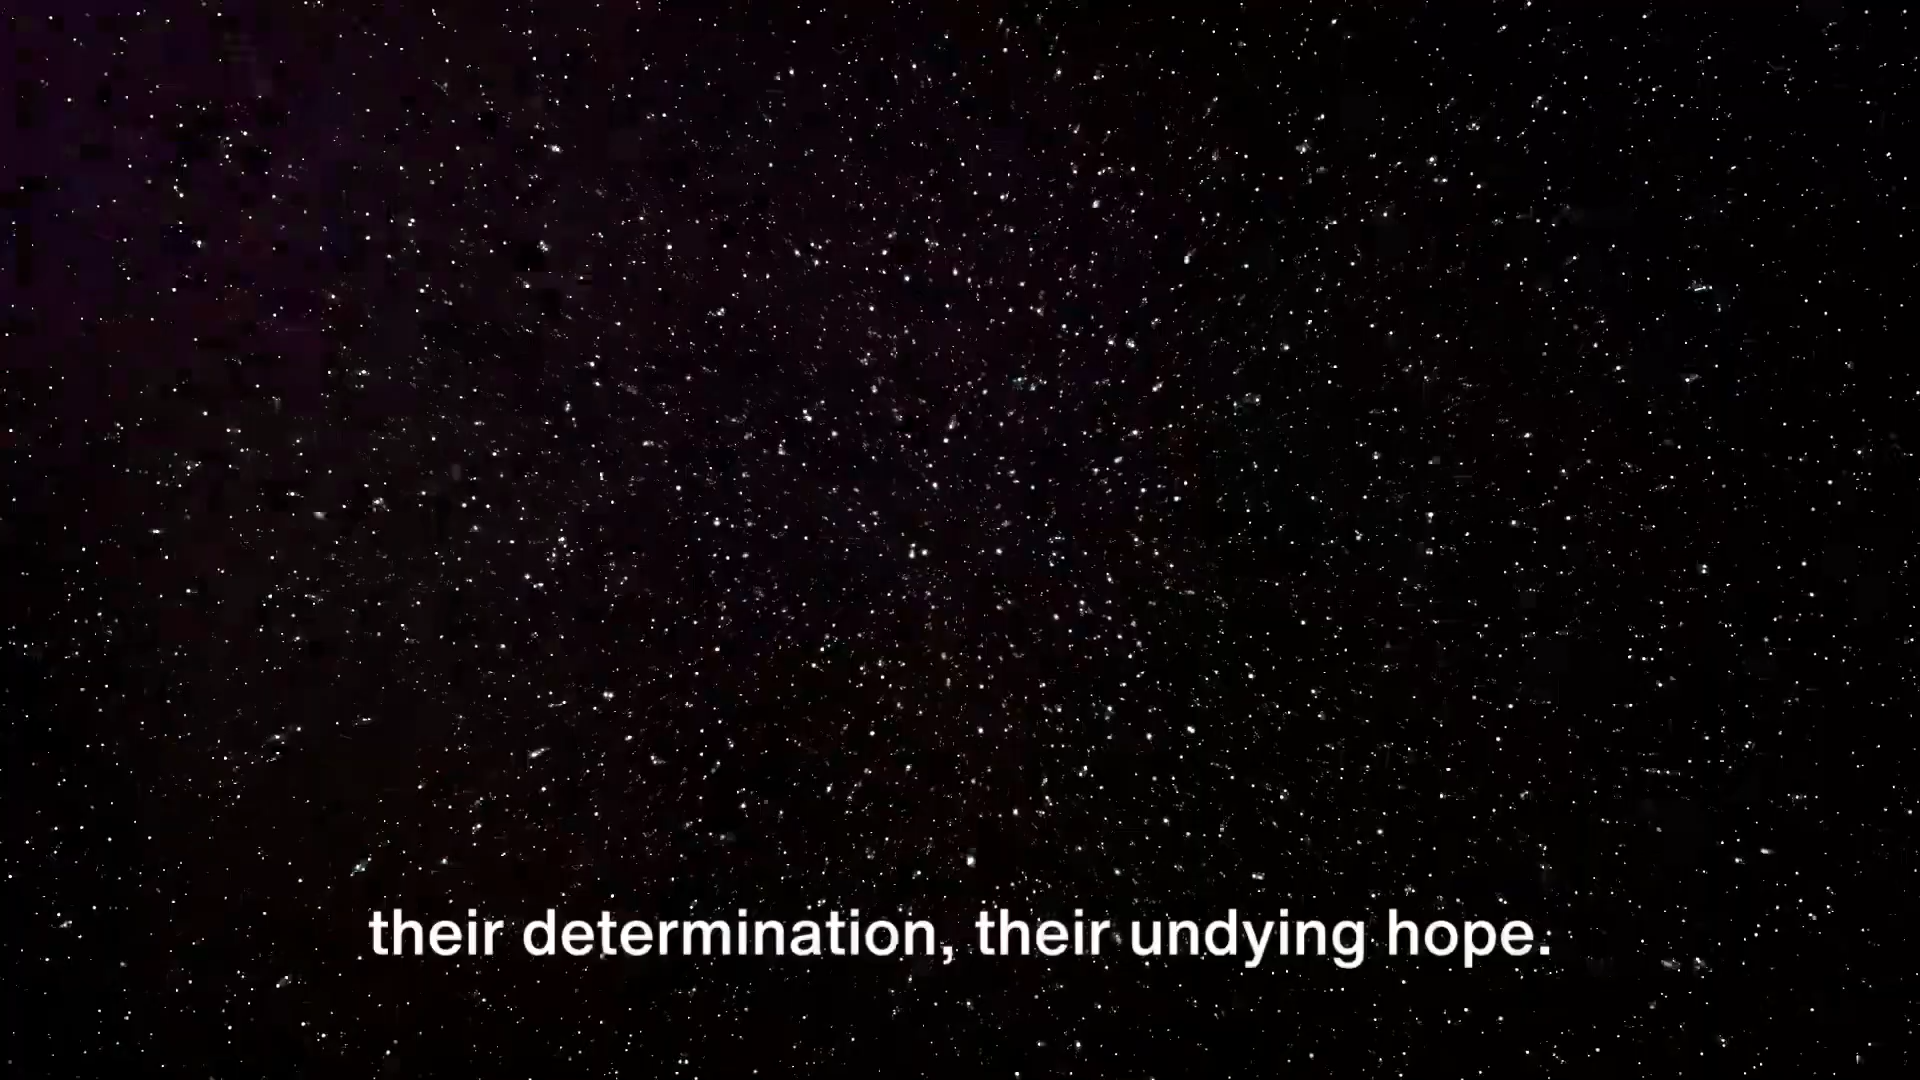 their determination, their undying hope.